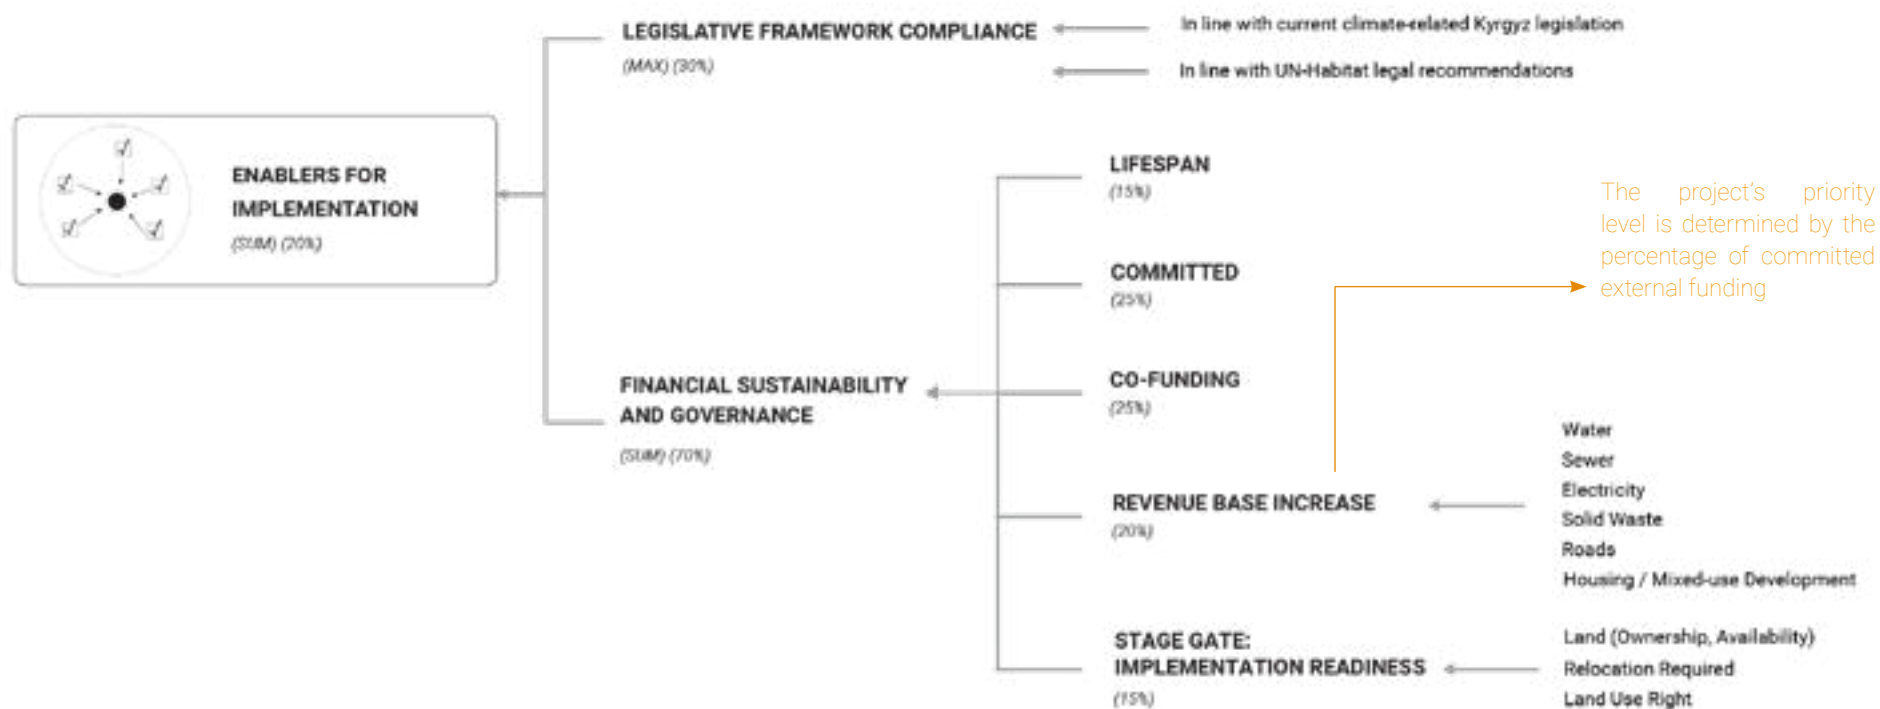 LEGISLATIVE FRAMEWORK COMPLIANCE
(MAX) (30%)
In line with current climate-related Kyrgyz legislation
In line with UN-Habitat legal recommendations
ENABLERS FOR
IMPLEMENTATION
(SUM) (20%)
FINANCIAL SUSTAINABILITY
AND GOVERNANCE
(SUM) (70%)
LIFESPAN
(15%)
COMMITTED
(25%)
The project's priority
level is determined by the
percentage of committed
external funding
CO-FUNDING
(25%)
REVENUE BASE INCREASE
(20%)
Water
Sewer
Electricity
Solid Waste
Roads
Housing / Mixed-use Development
STAGE GATE:
IMPLEMENTATION READINESS
(15%)
Land (Ownership, Availability)
Relocation Required
Land Use Right